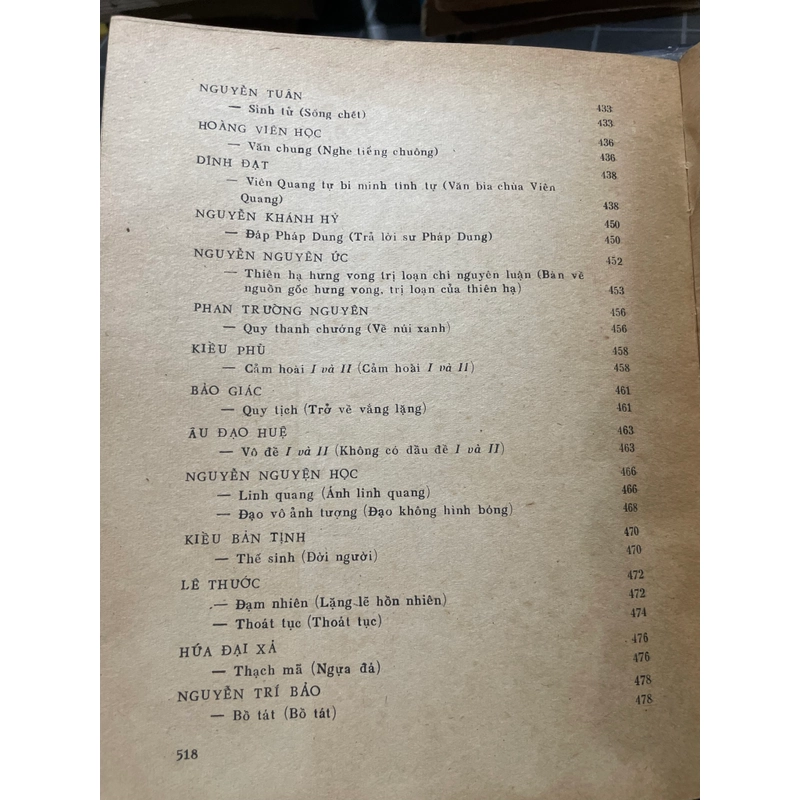 NGUYỄN TUÂN 433
— Sinh tử (Sống chết) 433
HOÀNG VIÊN HỌC 436
— Văn chung (Nghe tiếng chuông) 436
DĨNH ĐẠT 438
— Viên Quang tự bi minh tính tự (Văn bia chùa Viên
Quang) 438
NGUYỄN KHÁNH HỶ 450
— Đáp Pháp Dung (Trả lời sư Pháp Dung) 450
NGUYỄN NGUYÊN ỨC 452
— Thiên hạ hưng vong trị loạn chi nguyên luận (Bàn về
nguồn gốc hưng vong, trị loạn của thiên hạ) 453
PHAN TRƯỜNG NGUYÊN 456
— Quy thanh chướng (Về núi xanh) 456
KIỀU PHÙ 458
— Cảm hoài I và II (Cảm hoài I và II) 458
BẢO GIÁC 461
— Quy tịch (Trở về vắng lặng) 461
ÂU ĐẠO HUỆ 463
— Vô đề I và II (Không có đầu đề I và II) 463
NGUYỄN NGUYỆN HỌC 466
— Linh quang (Ánh linh quang) 466
— Đạo vô ảnh tượng (Đạo không hình bóng) 468
KIỀU BẢN TỊNH 470
— Thế sinh (Đời người) 470
LÊ THƯỚC 472
— Đạm nhiên (Lặng lẽ hồn nhiên) 472
— Thoát tục (Thoát tục) 474
HỨA ĐẠI XẢ 476
— Thạch mã (Ngựa đá) 476
NGUYỄN TRÍ BẢO 478
— Bồ tát (Bồ tát) 478
518